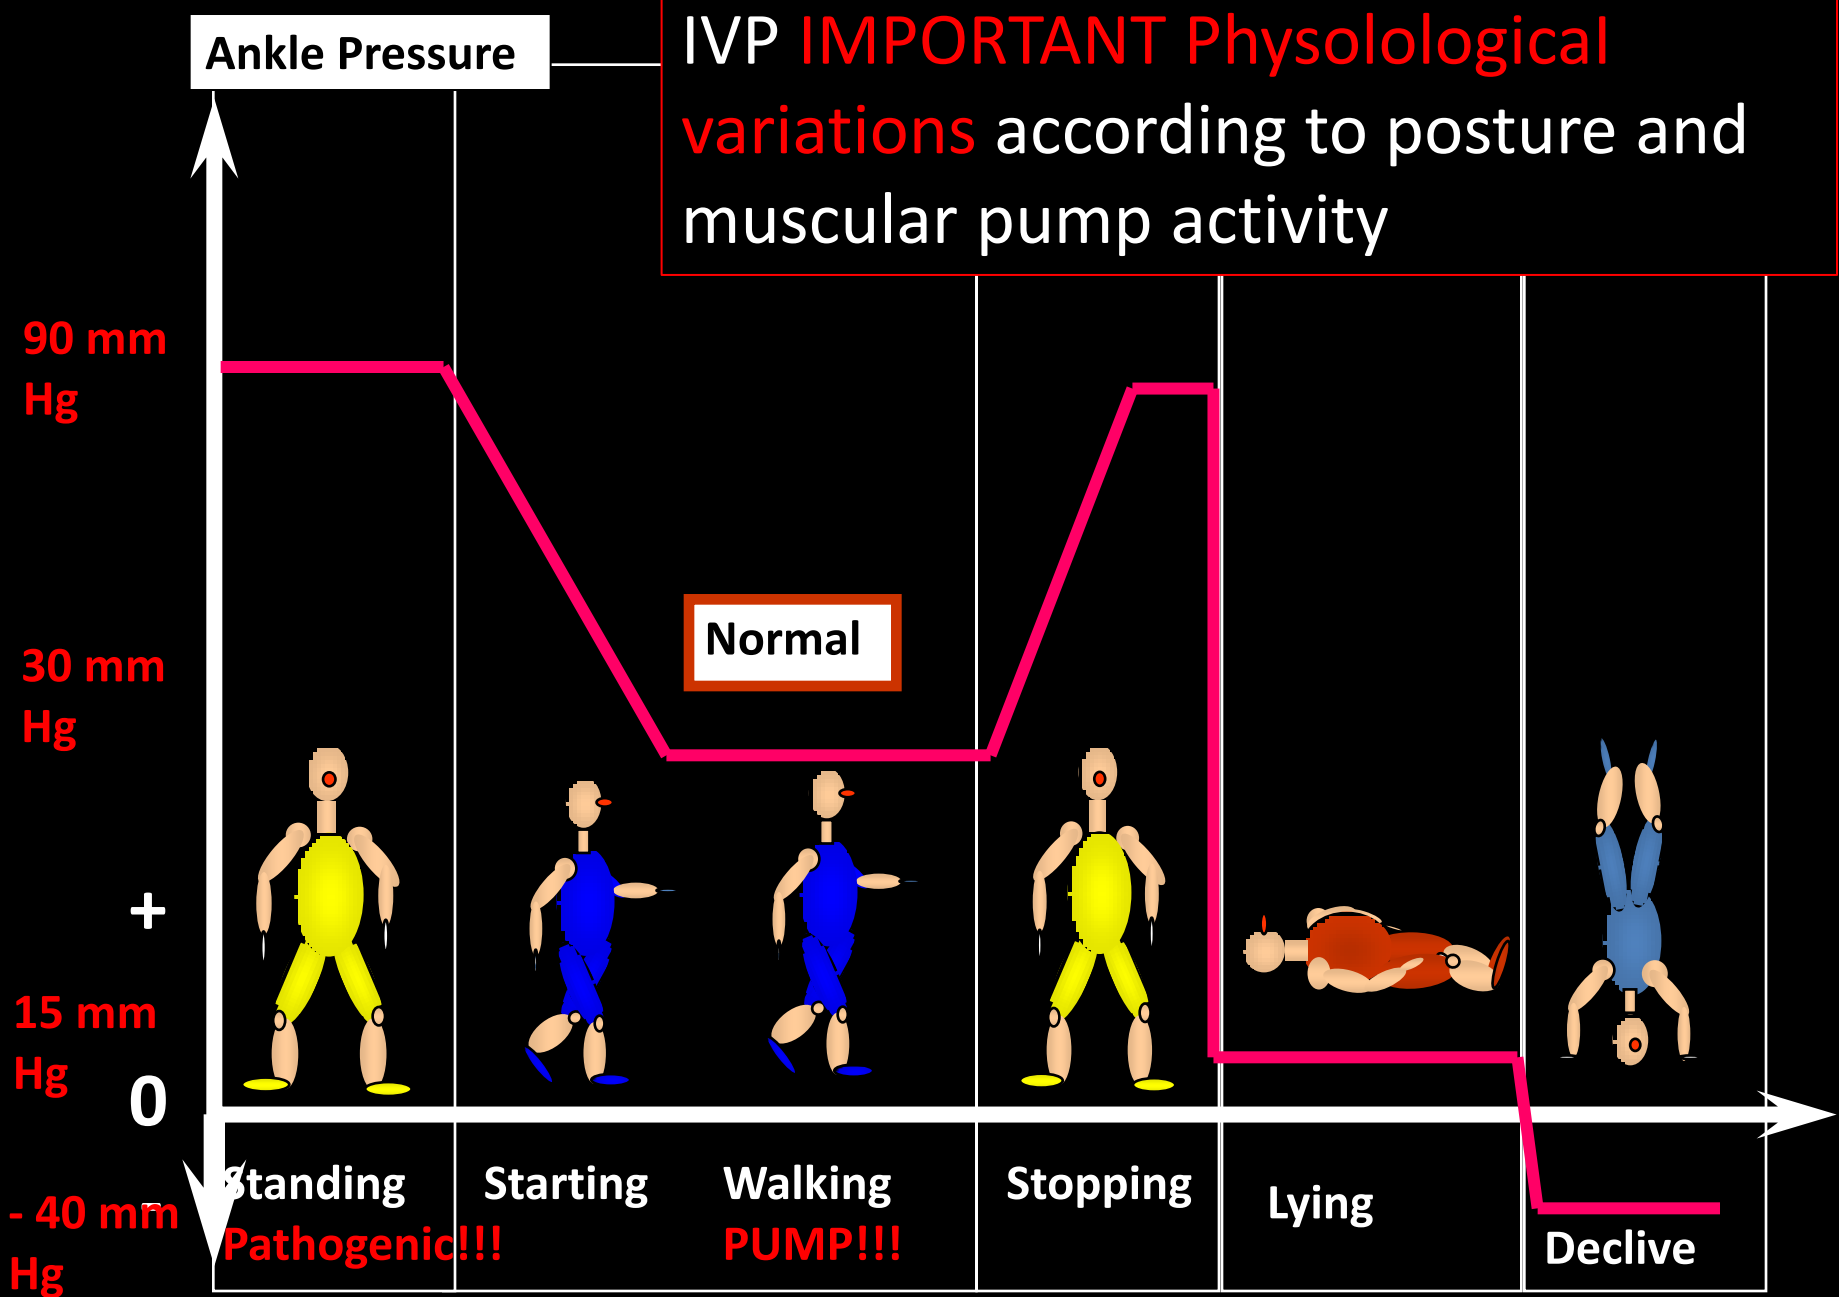 Ankle Pressure
IVP IMPORTANT Physolological
variations according to posture and
muscular pump activity
90 mm
Hg
Normal
30 mm
Hg
+
15 mm
Hg
0
-
- 40 mm
Hg
Standing
Pathogenic!!!
Starting
Walking
PUMP!!!
Stopping
Lying
Declive